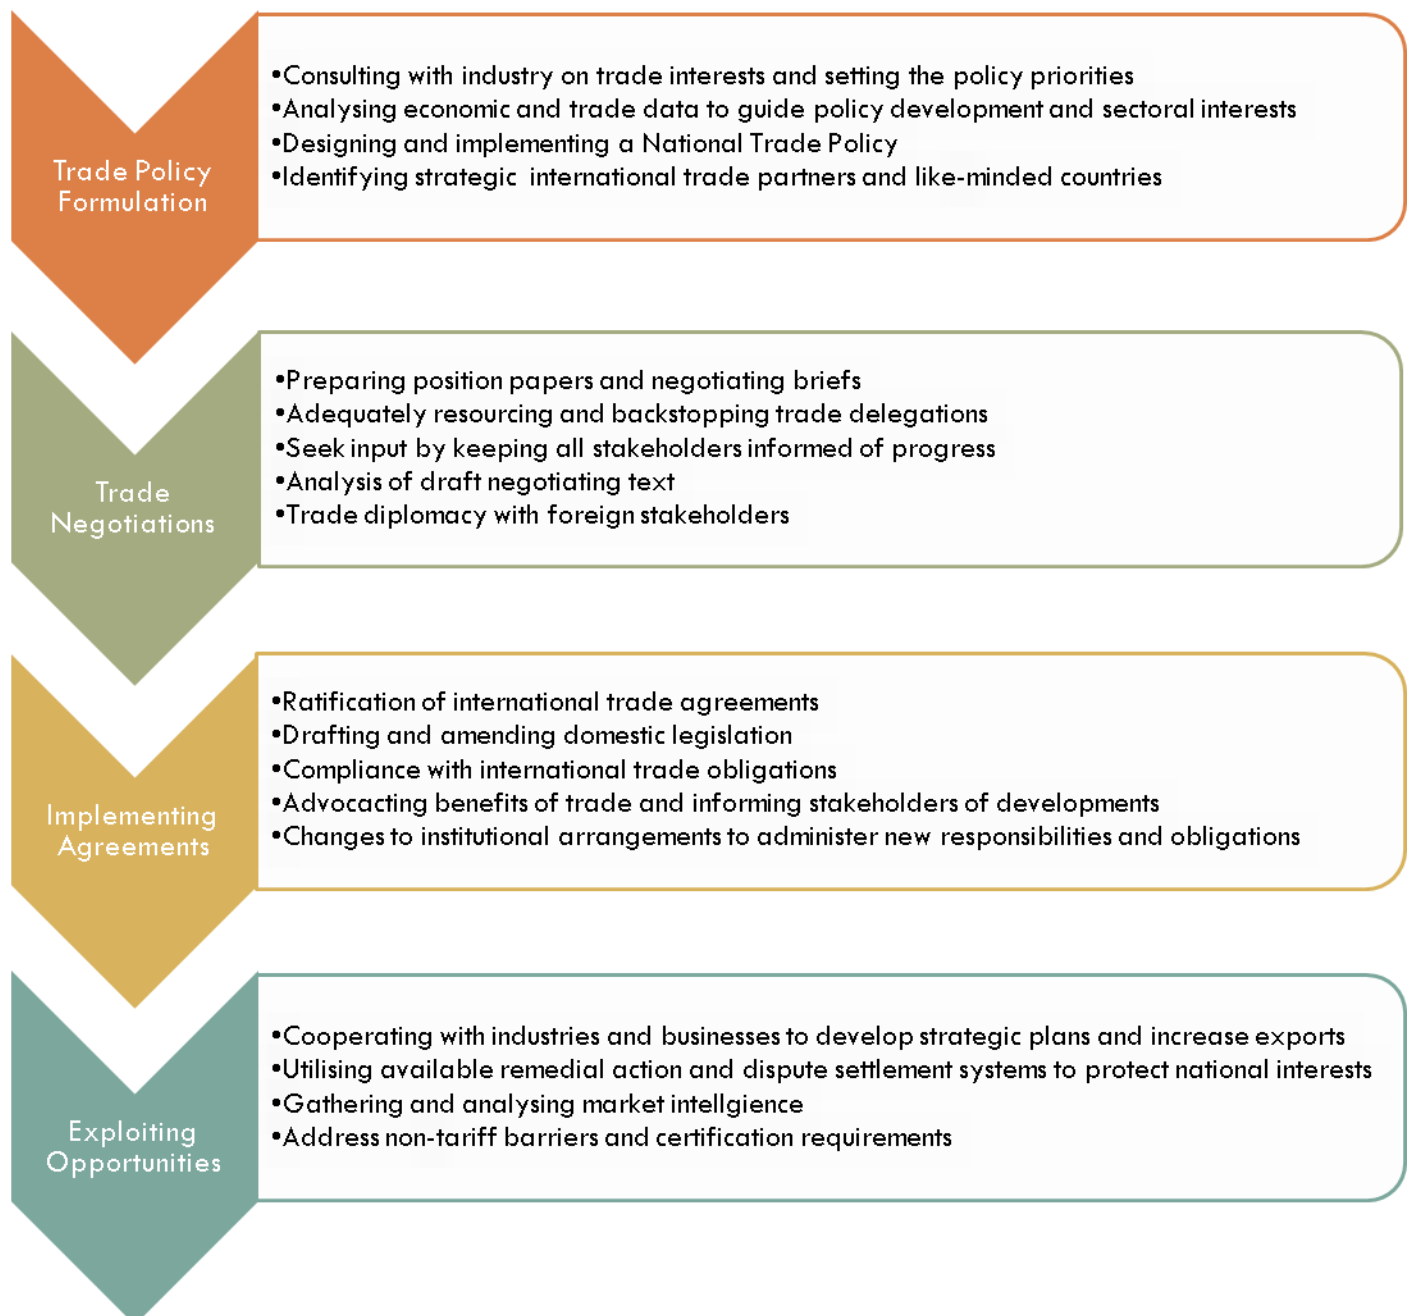 Trade Policy
Formulation
•Consulting with industry on trade interests and setting the policy priorities
•Analysing economic and trade data to guide policy development and sectoral interests
•Designing and implementing a National Trade Policy
•Identifying strategic international trade partners and like-minded countries
Trade
Negotiations
•Preparing position papers and negotiating briefs
•Adequately resourcing and backstopping trade delegations
•Seek input by keeping all stakeholders informed of progress
•Analysis of draft negotiating text
•Trade diplomacy with foreign stakeholders
Implementing
Agreements
•Ratification of international trade agreements
•Drafting and amending domestic legislation
•Compliance with international trade obligations
•Advocacting benefits of trade and informing stakeholders of developments
•Changes to institutional arrangements to administer new responsibilities and obligations
Exploiting
Opportunities
•Cooperating with industries and businesses to develop strategic plans and increase exports
•Utilising available remedial action and dispute settlement systems to protect national interests
•Gathering and analysing market intellgience
•Address non-tariff barriers and certification requirements